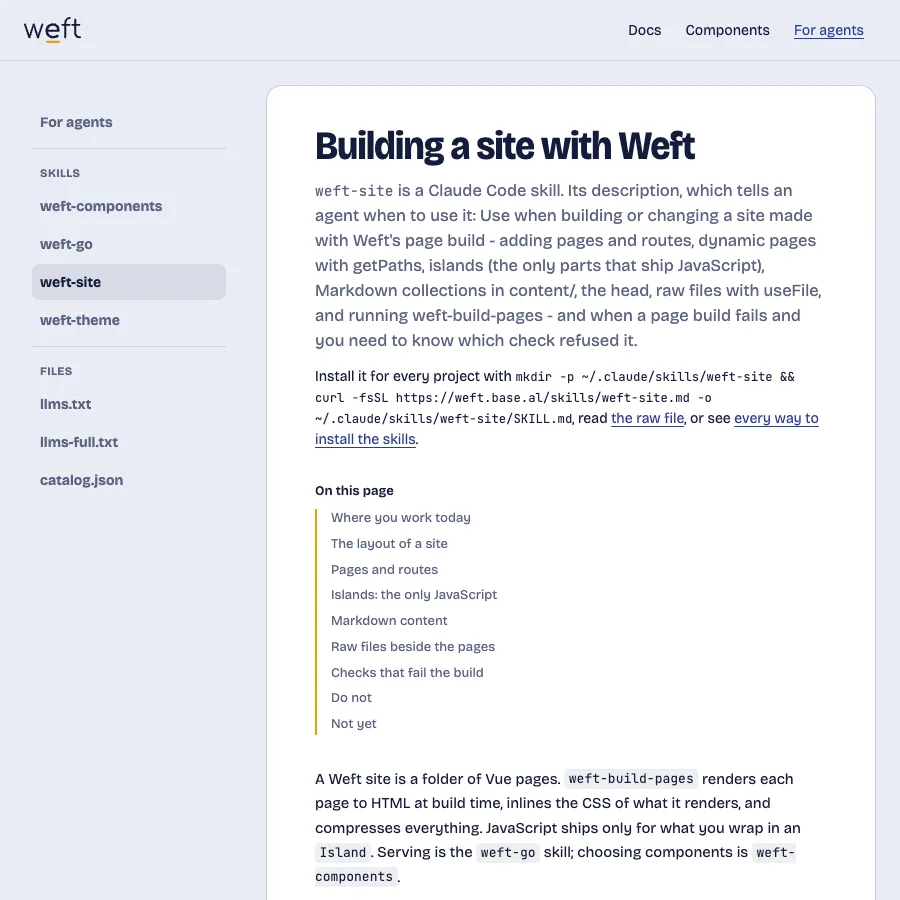 weft
Docs
Components
For agents
For agents
SKILLS
weft-components
weft-go
weft-site
weft-theme
FILES
llms.txt
llms-full.txt
catalog.json
Building a site with Weft
weft-site is a Claude Code skill. Its description, which tells an
agent when to use it: Use when building or changing a site made
with Weft's page build - adding pages and routes, dynamic pages
with getPaths, islands (the only parts that ship JavaScript),
Markdown collections in content/, the head, raw files with useFile,
and running weft-build-pages - and when a page build fails and
you need to know which check refused it.
Install it for every project with mkdir -p ~/.claude/skills/weft-site &&
curl -fsSL https://weft.base.al/skills/weft-site.md -o
~/.claude/skills/weft-site/SKILL.md, read the raw file, or see every way to
install the skills.
On this page
Where you work today
The layout of a site
Pages and routes
Islands: the only JavaScript
Markdown content
Raw files beside the pages
Checks that fail the build
Do not
Not yet
A Weft site is a folder of Vue pages. weft-build-pages renders each
page to HTML at build time, inlines the CSS of what it renders, and
compresses everything. JavaScript ships only for what you wrap in an
Island. Serving is the weft-go skill; choosing components is weft-
components.